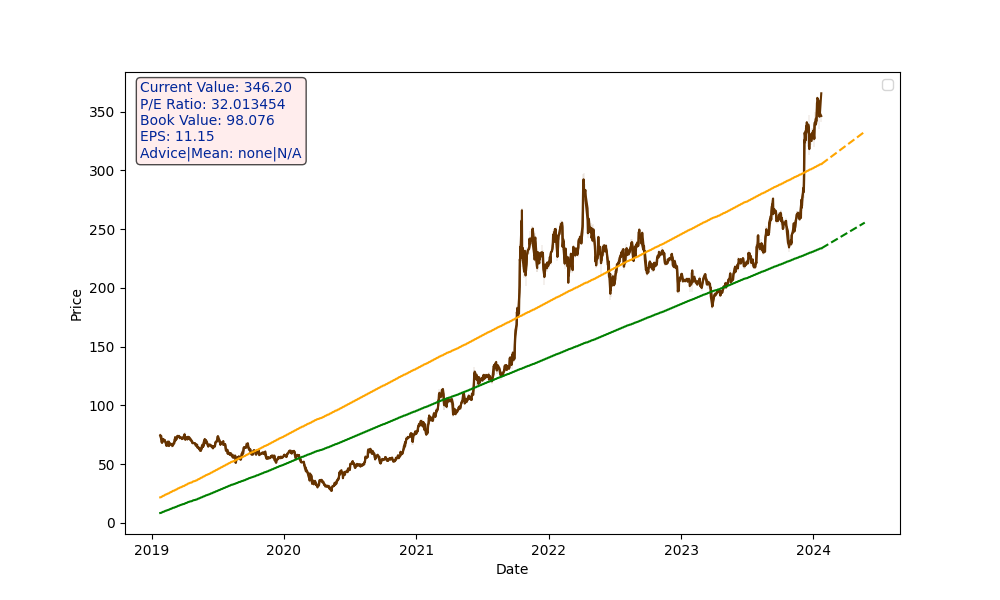 Current Value: 346.20
P/E Ratio: 32.013454
Book Value: 98.076
EPS: 11.15
Advice|Mean: none|N/A
350
300
250
200
150
100
50
0
Price
2019 2020 2021 2022 2023 2024
Date